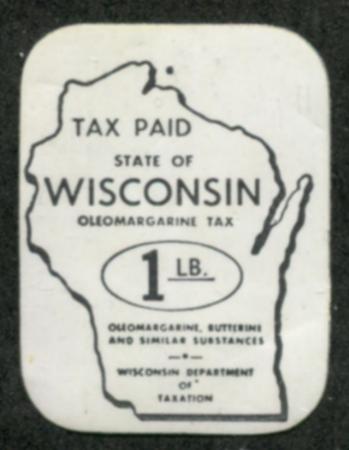 TAX PAID
STATE OF
WISCONSIN
OLEOMARGARINE TAX
1 LB.
OLEOMARGARINE, BUTTERINE
AND SIMILAR SUBSTANCES
WISCONSIN DEPARTMENT
OF
TAXATION